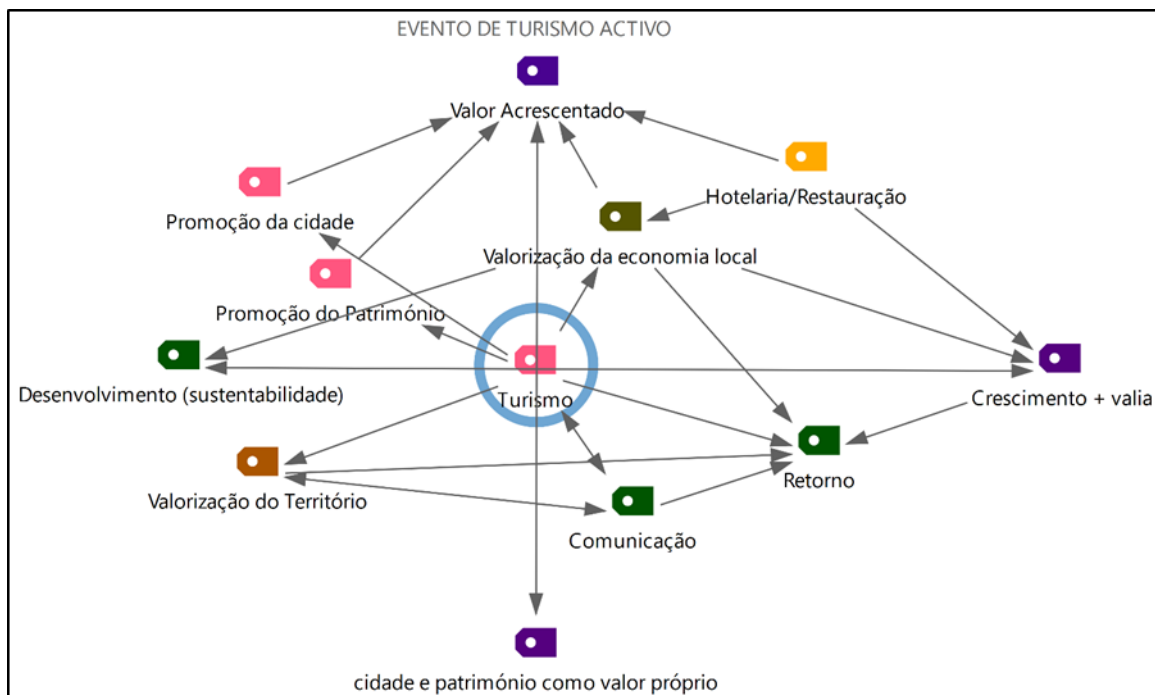 EVENTO DE TURISMO ACTIVO
Valor Acrescentado
Hotelaria/Restauração
Promoção da cidade
Valorização da economia local
Promoção do Património
Desenvolvimento (sustentabilidade)
Turismo
Crescimento + valia
Retorno
Valorização do Território
Comunicação
cidade e património como valor próprio